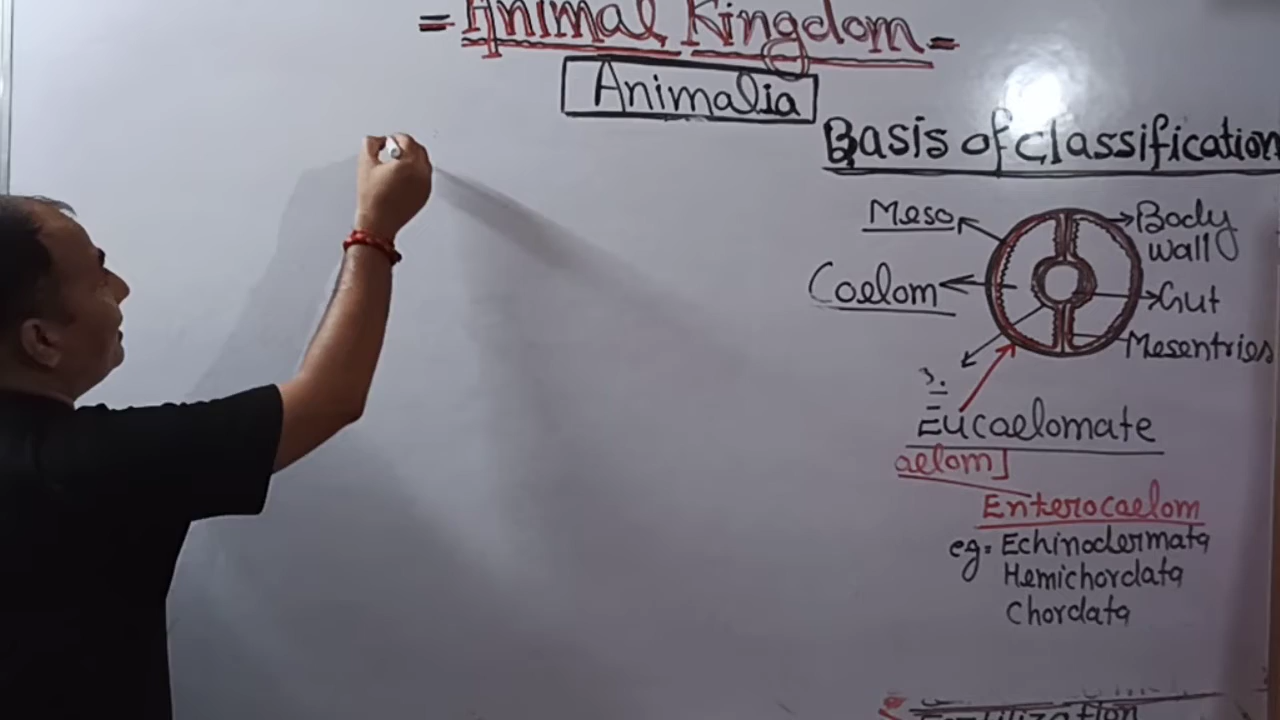 = Animal Kingdom =
Animalia
Basis of classification
Meso
Body
wall
Coelom
Gut
Mesentries
3.
Eucaelomate
aelom]
Enterocaelom
eg= Echinodermata
Hemichordata
Chordata